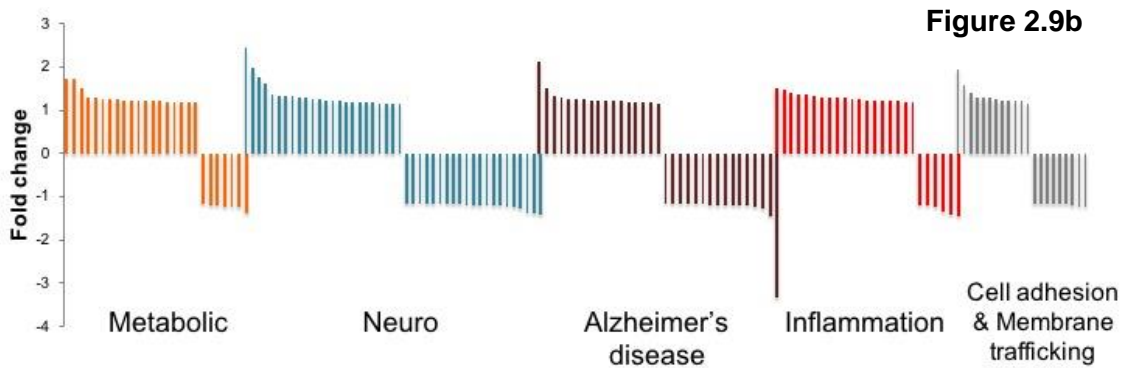 Figure 2.9b
3
2
1
0
-1
-2
-3
-4
Fold change
Metabolic
Neuro
Alzheimer's
disease
Inflammation
Cell adhesion
& Membrane
trafficking